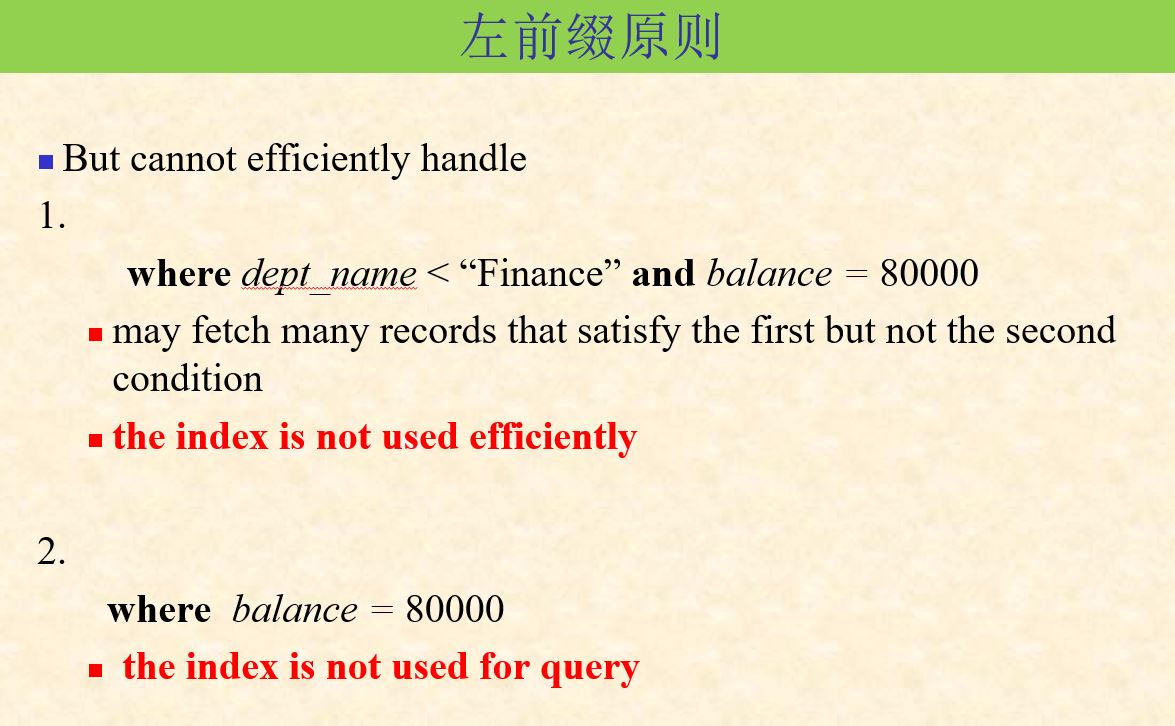 左前缀原则
But cannot efficiently handle
1.
where dept_name < “Finance” and balance = 80000
may fetch many records that satisfy the first but not the second
condition
the index is not used efficiently
2.
where balance = 80000
the index is not used for query